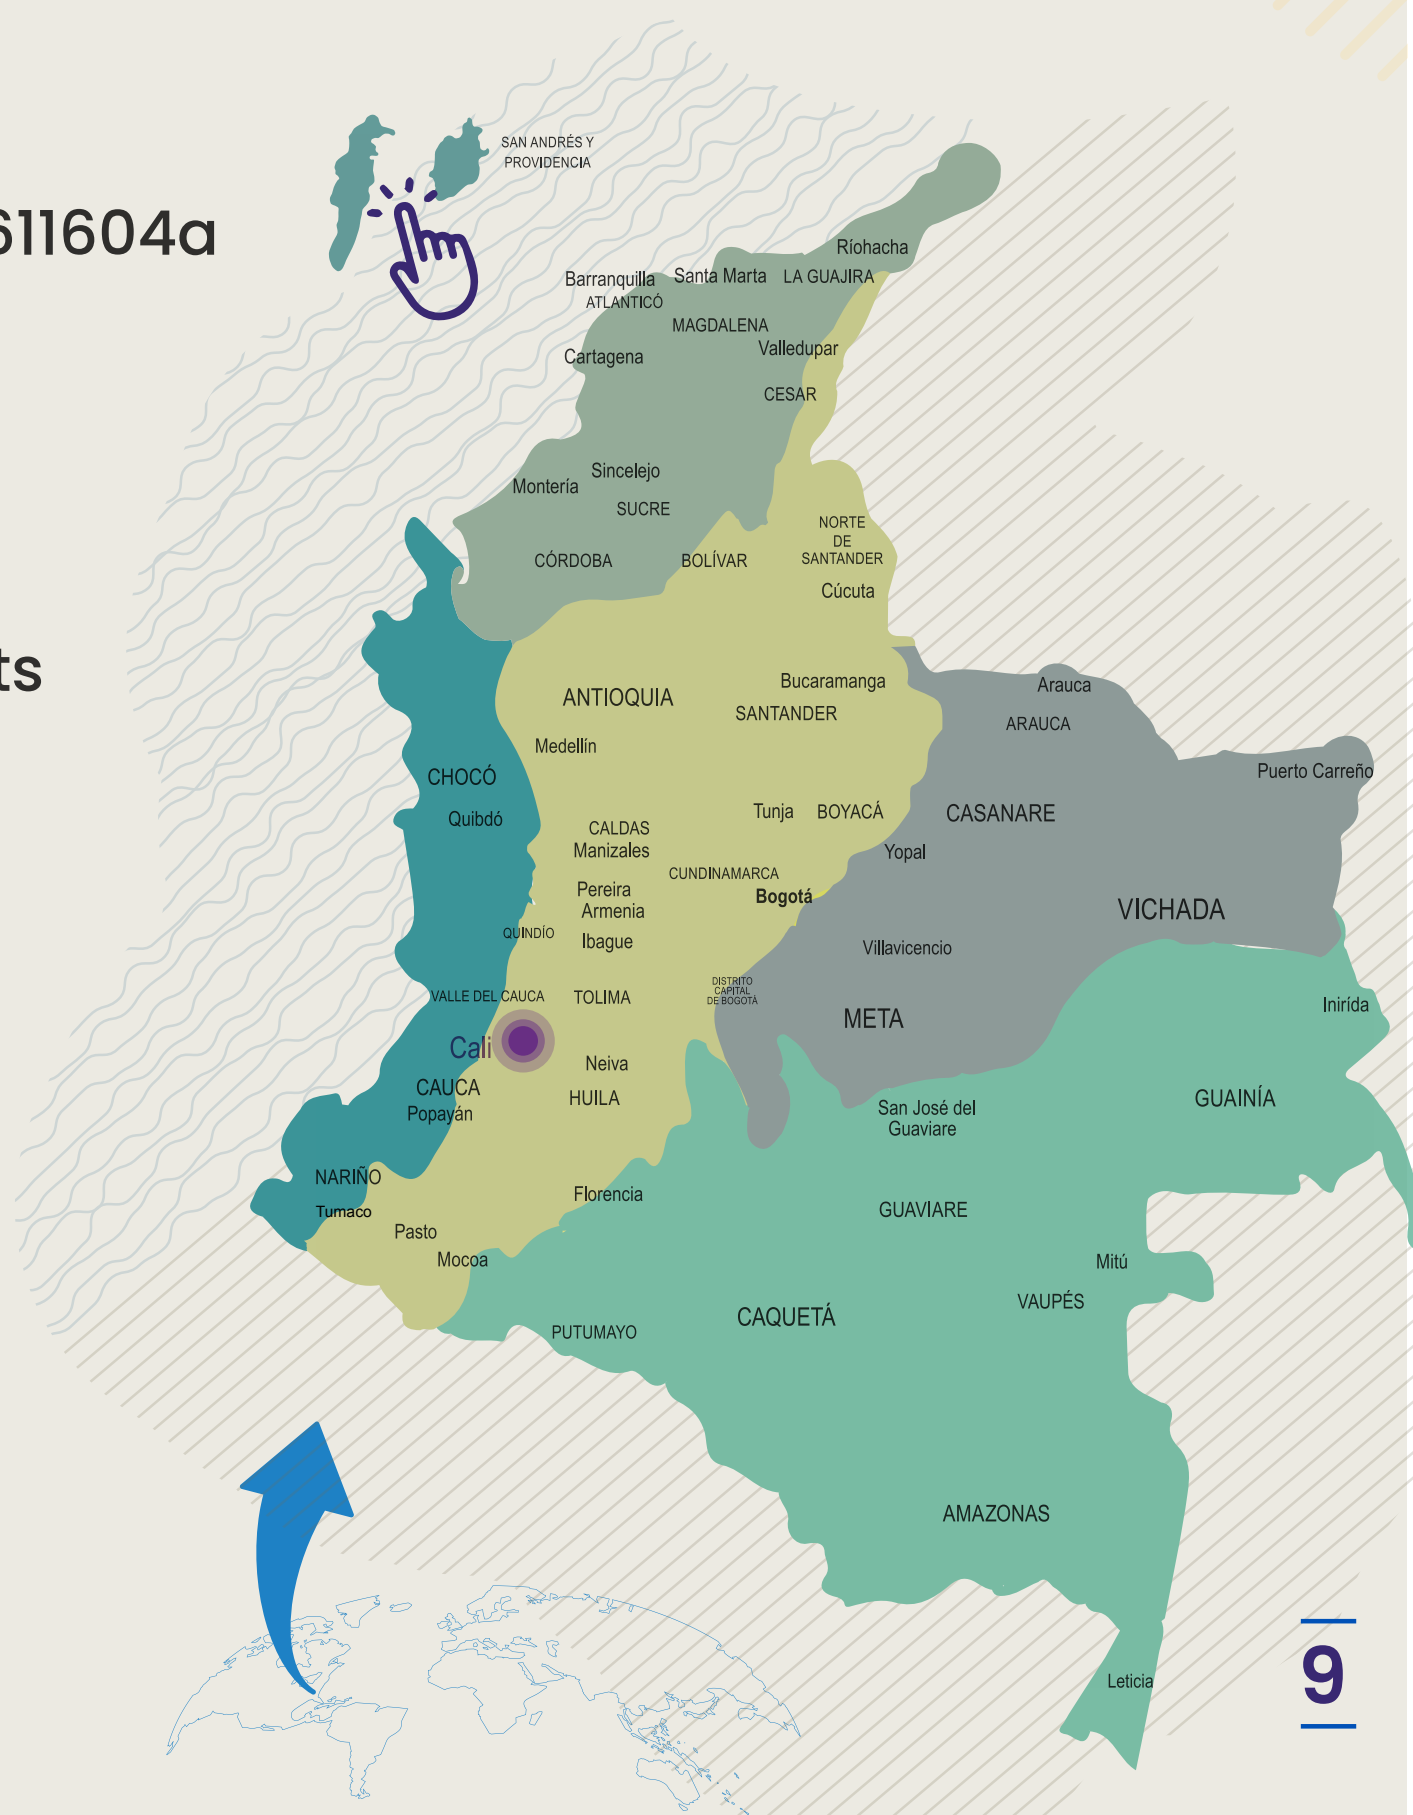 SAN ANDRÉS Y
PROVIDENCIA
611604a
Ríohacha
Barranquilla
Santa Marta
LA GUAJIRA
ATLANTICÓ
MAGDALENA
Valledupar
Cartagena
CESAR
Sincelejo
Montería
SUCRE
NORTE
DE
SANTANDER
CÓRDOBA
BOLÍVAR
Cúcuta
ts
Bucaramanga
Arauca
ANTIOQUIA
SANTANDER
ARAUCA
Medellín
Puerto Carreño
CHOCÓ
Quibdó
Tunja
BOYACÁ
CASANARE
CALDAS
Manizales
Yopal
CUNDINAMARCA
Pereira
Bogotá
Armenia
VICHADA
QUINDÍO
Ibague
Villavicencio
DISTRITO
CAPITAL
DE BOGOTÁ
VALLE DEL CAUCA
TOLIMA
Inirída
META
Cali
Neiva
CAUCA
HUILA
GUAINÍA
Popayán
San José del
Guaviare
NARIÑO
Florencia
Tumaco
GUAVIARE
Pasto
Mocoa
Mitú
VAUPÉS
CAQUETÁ
PUTUMAYO
AMAZONAS
Leticia
9